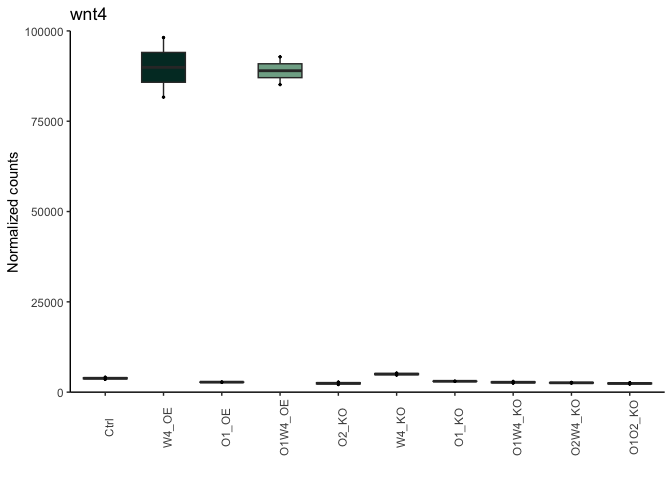 wnt4
Normalized counts
100000
75000
50000
25000
0
Ctrl
W4_OE
O1_OE
O1W4_OE
O2_KO
W4_KO
O1_KO
O1W4_KO
O2W4_KO
O1O2_KO